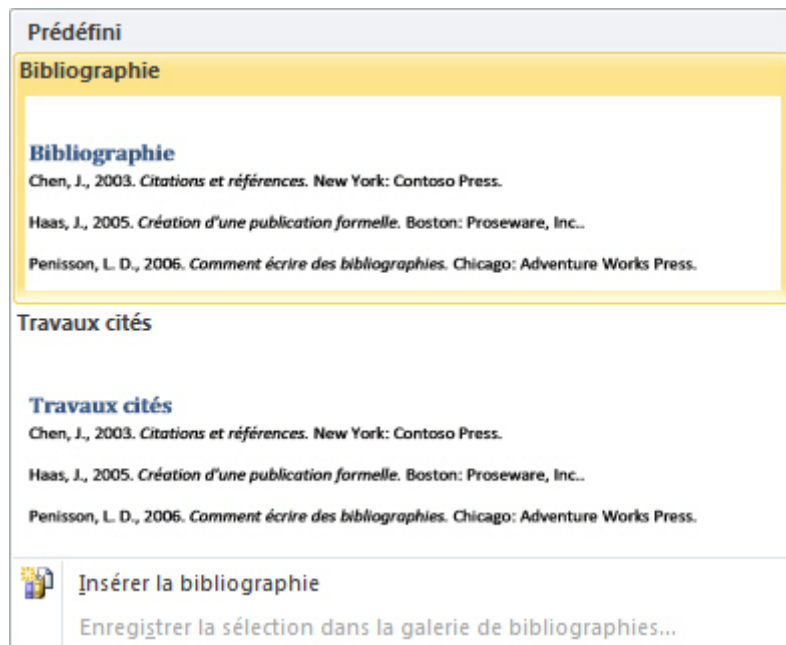 Prédéfini
Bibliographie
Bibliographie
Chen, J., 2003. Citations et références. New York: Contoso Press.
Haas, J., 2005. Création d'une publication formelle. Boston: Proseware, Inc..
Penisson, L. D., 2006. Comment écrire des bibliographies. Chicago: Adventure Works Press.
Travaux cités
Travaux cités
Chen, J., 2003. Citations et références. New York: Contoso Press.
Haas, J., 2005. Création d'une publication formelle. Boston: Proseware, Inc..
Penisson, L. D., 2006. Comment écrire des bibliographies. Chicago: Adventure Works Press.
Insérer la bibliographie
Enregistrer la sélection dans la galerie de bibliographies...